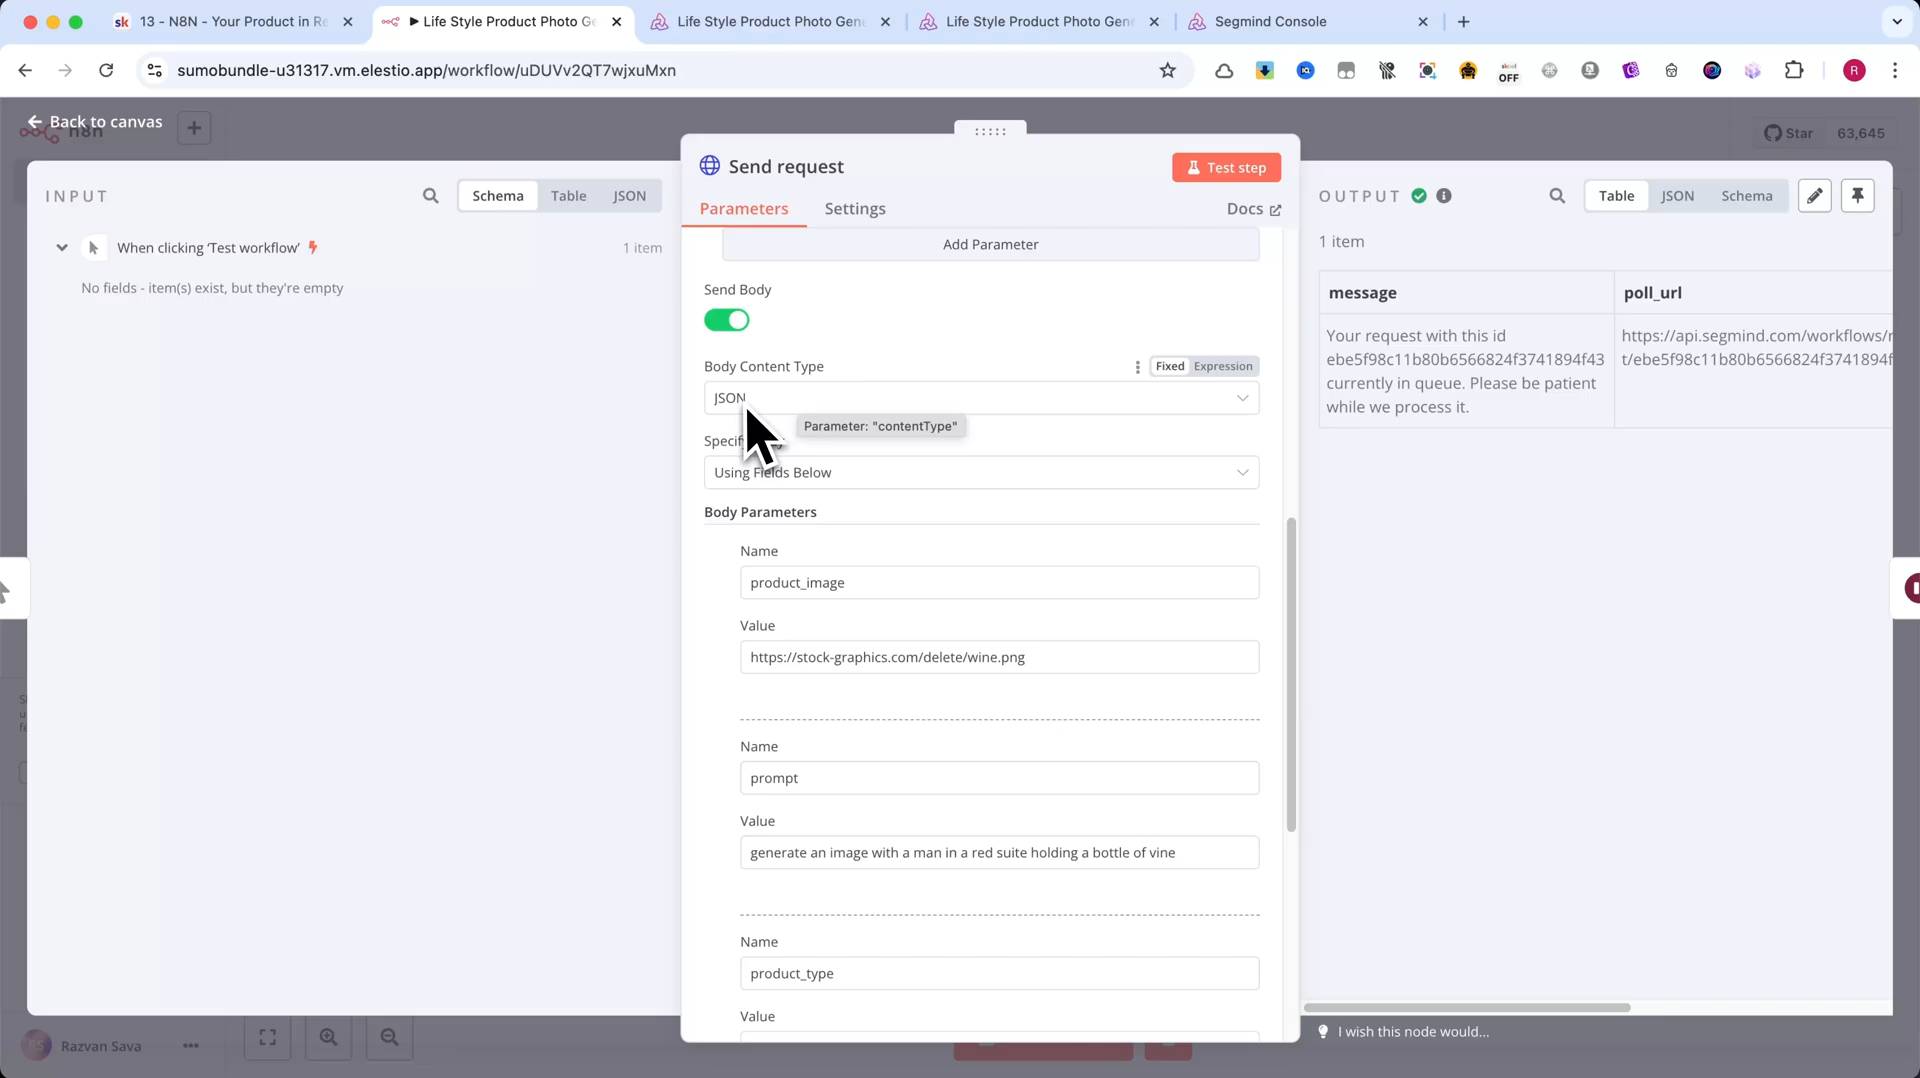 13 - N8N - Your Product in Re
Life Style Product Photo Ge
Life Style Product Photo Gene
Life Style Product Photo Gene
Segmind Console
sumobundle-u31317.vm.elestio.app/workflow/uDUVv2QT7wjxuMxn
OFF
R
Back to canvas
n8n
Star 63,645
INPUT
Schema
Table
JSON
When clicking ‘Test workflow’
1 item
No fields - item(s) exist, but they're empty
Send request
Test step
Parameters
Settings
Docs
Add Parameter
Send Body
Body Content Type
Fixed
Expression
JSON
Parameter: "contentType"
Using Fields Below
Body Parameters
Name
product_image
Value
https://stock-graphics.com/delete/wine.png
Name
prompt
Value
generate an image with a man in a red suite holding a bottle of vine
Name
product_type
Value
OUTPUT
Table
JSON
Schema
1 item
message
poll_url
Your request with this id
ebe5f98c11b80b6566824f3741894f43
currently in queue. Please be patient
while we process it.
https://api.segmind.com/workflows/r
t/ebe5f98c11b80b6566824f3741894f
I wish this node would...
RS
Razvan Sava